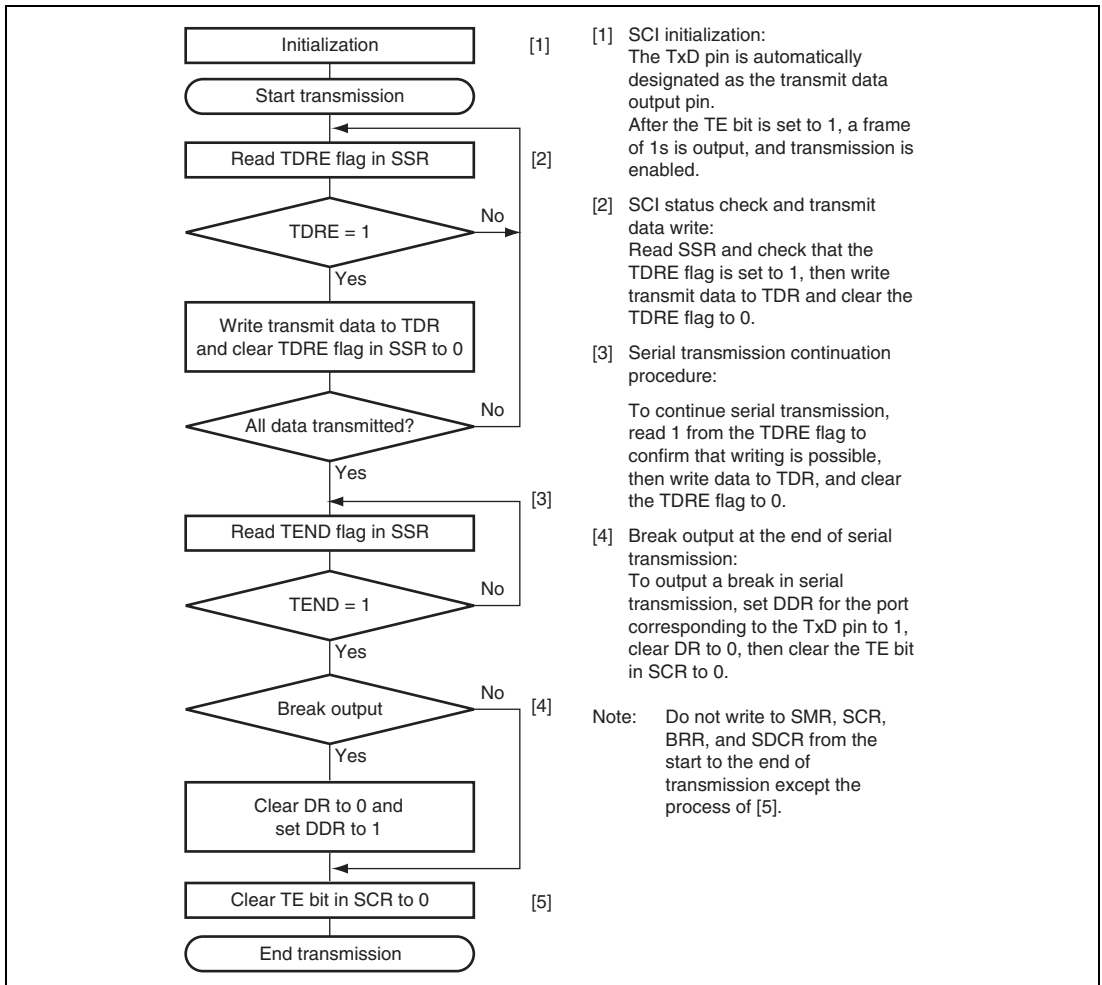 Initialization
[1]
Start transmission
Read TDRE flag in SSR
[2]
TDRE = 1
No
Yes
Write transmit data to TDR
and clear TDRE flag in SSR to 0
All data transmitted?
No
Yes
[3]
Read TEND flag in SSR
TEND = 1
No
Yes
Break output
No
[4]
Yes
Clear DR to 0 and
set DDR to 1
Clear TE bit in SCR to 0
[5]
End transmission
[1] SCI initialization:
The TxD pin is automatically
designated as the transmit data
output pin.
After the TE bit is set to 1, a frame
of 1s is output, and transmission is
enabled.
[2] SCI status check and transmit
data write:
Read SSR and check that the
TDRE flag is set to 1, then write
transmit data to TDR and clear the
TDRE flag to 0.
[3] Serial transmission continuation
procedure:
To continue serial transmission,
read 1 from the TDRE flag to
confirm that writing is possible,
then write data to TDR, and clear
the TDRE flag to 0.
[4] Break output at the end of serial
transmission:
To output a break in serial
transmission, set DDR for the port
corresponding to the TxD pin to 1,
clear DR to 0, then clear the TE bit
in SCR to 0.
Note: Do not write to SMR, SCR,
BRR, and SDCR from the
start to the end of
transmission except the
process of [5].